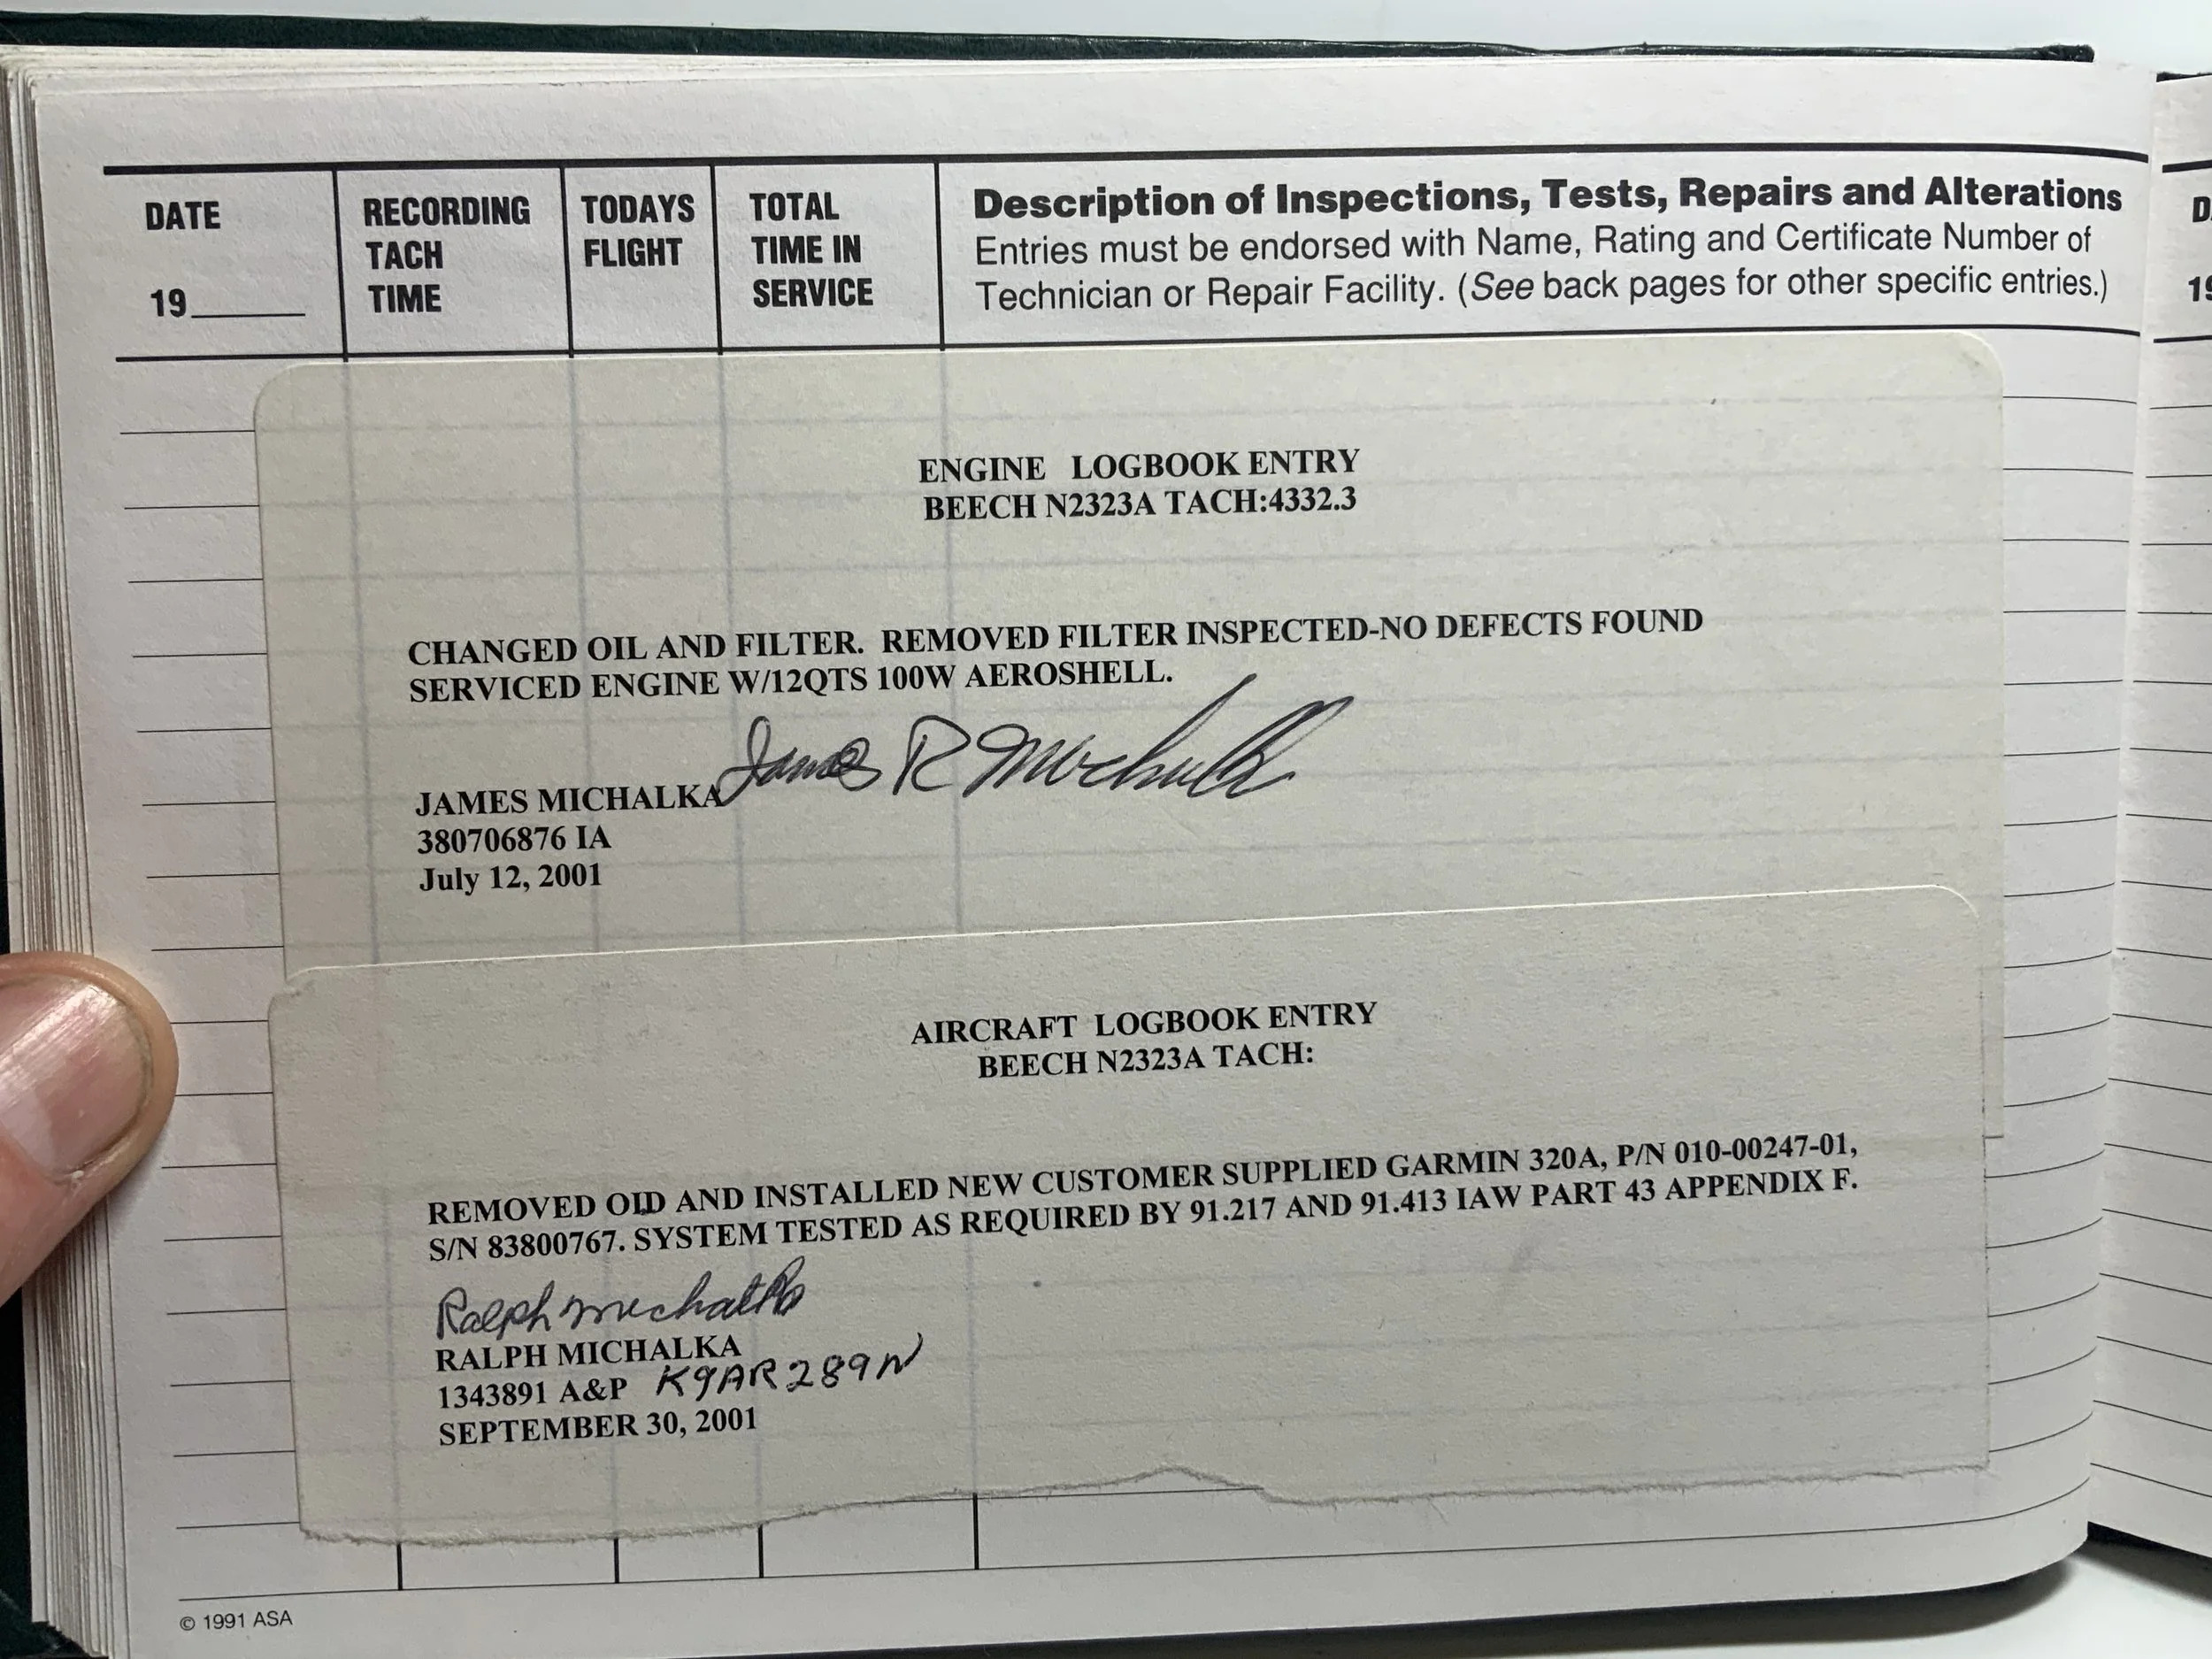 DATE
19____
RECORDING
TACH
TIME
TODAYS
FLIGHT
TOTAL
TIME IN
SERVICE
Description of Inspections, Tests, Repairs and Alterations
Entries must be endorsed with Name, Rating and Certificate Number of
Technician or Repair Facility. (See back pages for other specific entries.)
ENGINE LOGBOOK ENTRY
BEECH N2323A TACH:4332.3
CHANGED OIL AND FILTER. REMOVED FILTER INSPECTED-NO DEFECTS FOUND
SERVICED ENGINE W/12QTS 100W AEROSHELL.
James R Michalk
JAMES MICHALKA
380706876 IA
July 12, 2001
AIRCRAFT LOGBOOK ENTRY
BEECH N2323A TACH:
REMOVED OlD AND INSTALLED NEW CUSTOMER SUPPLIED GARMIN 320A, P/N 010-00247-01,
S/N 83800767. SYSTEM TESTED AS REQUIRED BY 91.217 AND 91.413 IAW PART 43 APPENDIX F.
Ralph Michalka
RALPH MICHALKA
1343891 A&P K9AR289N
SEPTEMBER 30, 2001
© 1991 ASA
D
19